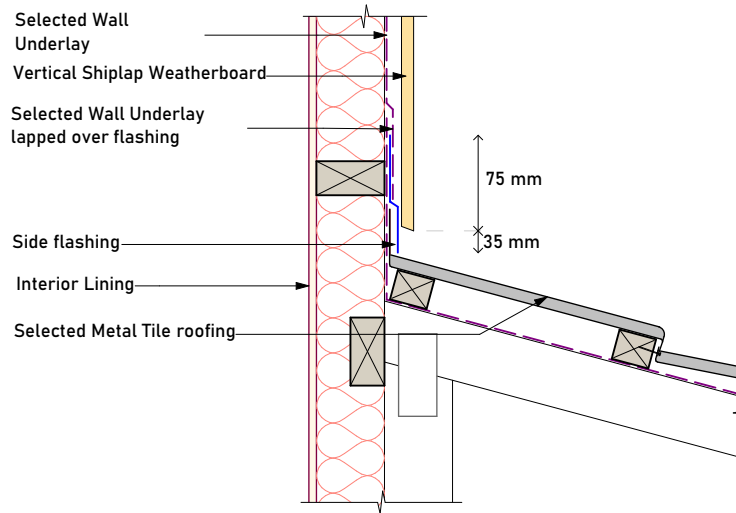 Selected Wall
Underlay
Vertical Shiplap Weatherboard
Selected Wall Underlay
lapped over flashing
75 mm
Side flashing
35 mm
Interior Lining
Selected Metal Tile roofing